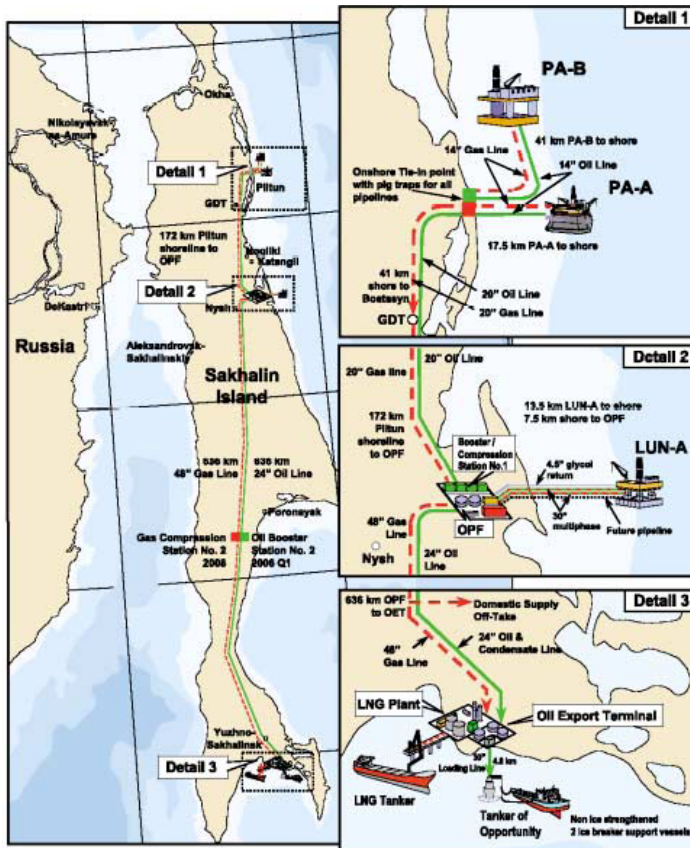 Okha
Nikolayevsk
na-Amure
Detail 1
Piltun
GDT
172 km Piltun
shoreline to
OPF
Nooliki
Katangli
Detail 2
Nysh
DeKastri
Russia
Aleksandrovsk-
Sakhalinskiy
Sakhalin
Island
636 km
48" Gas Line
636 km
24" Oil Line
Poronaysk
Gas Compression
Station No. 2
2006
Oil Booster
Station No. 2
2006 Q1
Yuzhno-
Sakhalinsk
Detail 3
Detail 1
PA-B
14" Gas Line
41 km PA-B to shore
14" Oil Line
Onshore Tie-in point
with pig traps for all
pipelines
PA-A
17.5 km PA-A to shore
41 km
shore to
Boatasyn
20" Oil Line
20" Gas Line
GDT
Detail 2
20" Oil Line
20" Gas line
13.5 km LUN-A to shore
7.5 km shore to OPF
172 km
Piltun
shoreline
to OPF
LUN-A
Booster /
Compression
Station No.1
4.5" glycol
return
30"
multiphase
Future pipeline
OPF
48" Gas
Line
Nysh
24" Oil
Line
Detail 3
636 km OPF
to OET
Domestic Supply
Off-Take
24" Oil &
Condensate Line
48"
Gas Line
LNG Plant
Oil Export Terminal
30"
Loading Line
4.8 km
LNG Tanker
Tanker of
Opportunity
Non ice strengthened
2 ice breaker support vessels